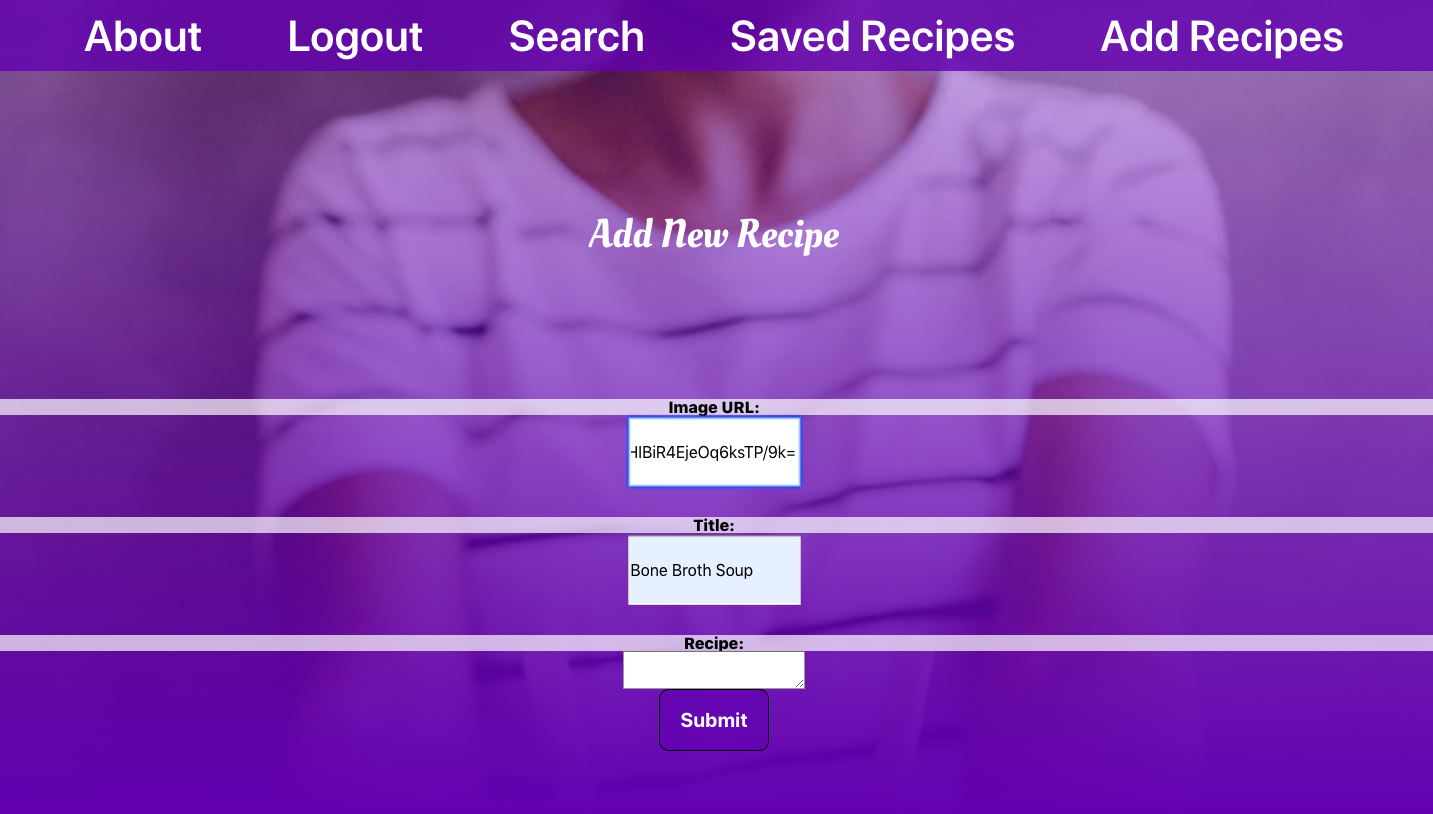 About Logout Search Saved Recipes Add Recipes
Add New Recipe
Image URL:
HIBiR4EjeOq6ksTP/9k=
Title:
Bone Broth Soup
Recipe:
Submit